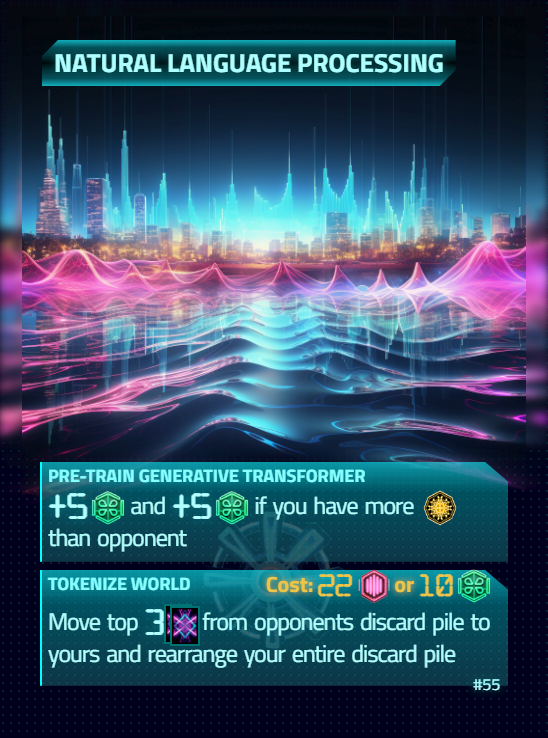 NATURAL LANGUAGE PROCESSING
PRE-TRAIN GENERATIVE TRANSFORMER
+5 and +5 if you have more
than opponent
TOKENIZE WORLD Cost: 22 or 10
Move top 3 from opponents discard pile to
yours and rearrange your entire discard pile
#55